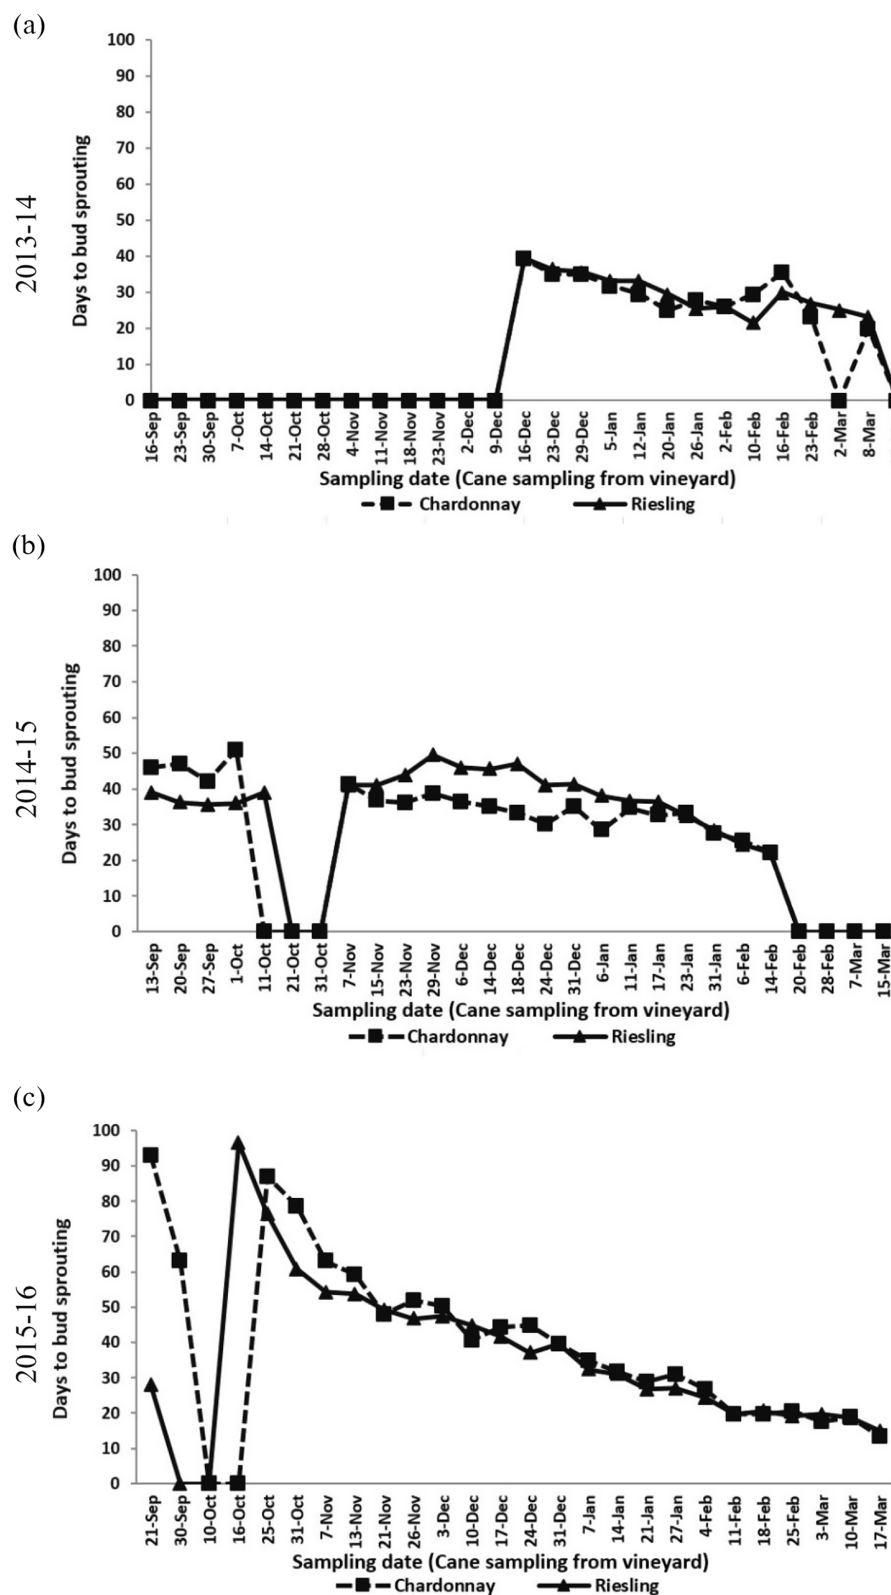 (a)
2013-14
Days to bud sprouting
100
90
80
70
60
50
40
30
20
10
0
16-Sep
23-Sep
30-Sep
7-Oct
14-Oct
21-Oct
28-Oct
4-Nov
11-Nov
18-Nov
23-Nov
2-Dec
9-Dec
16-Dec
23-Dec
29-Dec
5-Jan
12-Jan
20-Jan
26-Jan
2-Feb
10-Feb
16-Feb
23-Feb
2-Mar
8-Mar
Sampling date (Cane sampling from vineyard)
Chardonnay Riesling
(b)
2014-15
Days to bud sprouting
100
90
80
70
60
50
40
30
20
10
0
13-Sep
20-Sep
27-Sep
1-Oct
11-Oct
21-Oct
31-Oct
7-Nov
15-Nov
23-Nov
29-Nov
6-Dec
14-Dec
18-Dec
24-Dec
31-Dec
6-Jan
11-Jan
17-Jan
23-Jan
31-Jan
6-Feb
14-Feb
20-Feb
28-Feb
7-Mar
15-Mar
Sampling date (Cane sampling from vineyard)
Chardonnay Riesling
(c)
2015-16
Days to bud sprouting
100
90
80
70
60
50
40
30
20
10
0
21-Sep
30-Sep
10-Oct
16-Oct
25-Oct
31-Oct
7-Nov
13-Nov
21-Nov
26-Nov
3-Dec
10-Dec
17-Dec
24-Dec
31-Dec
7-Jan
14-Jan
21-Jan
27-Jan
4-Feb
11-Feb
18-Feb
25-Feb
3-Mar
10-Mar
17-Mar
Sampling date (Cane sampling from vineyard)
Chardonnay Riesling